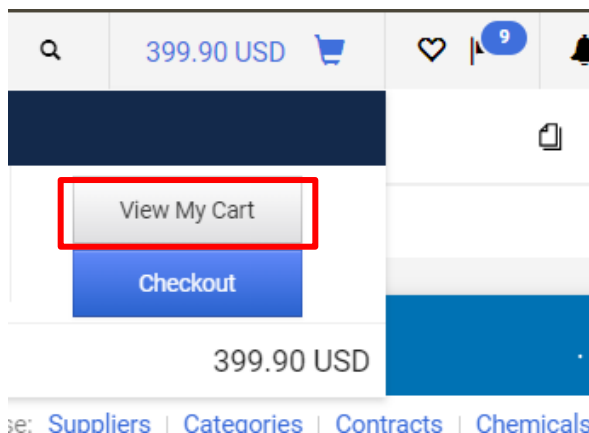 399.90 USD 9
View My Cart
Checkout
399.90 USD
se: Suppliers | Categories | Contracts | Chemicals